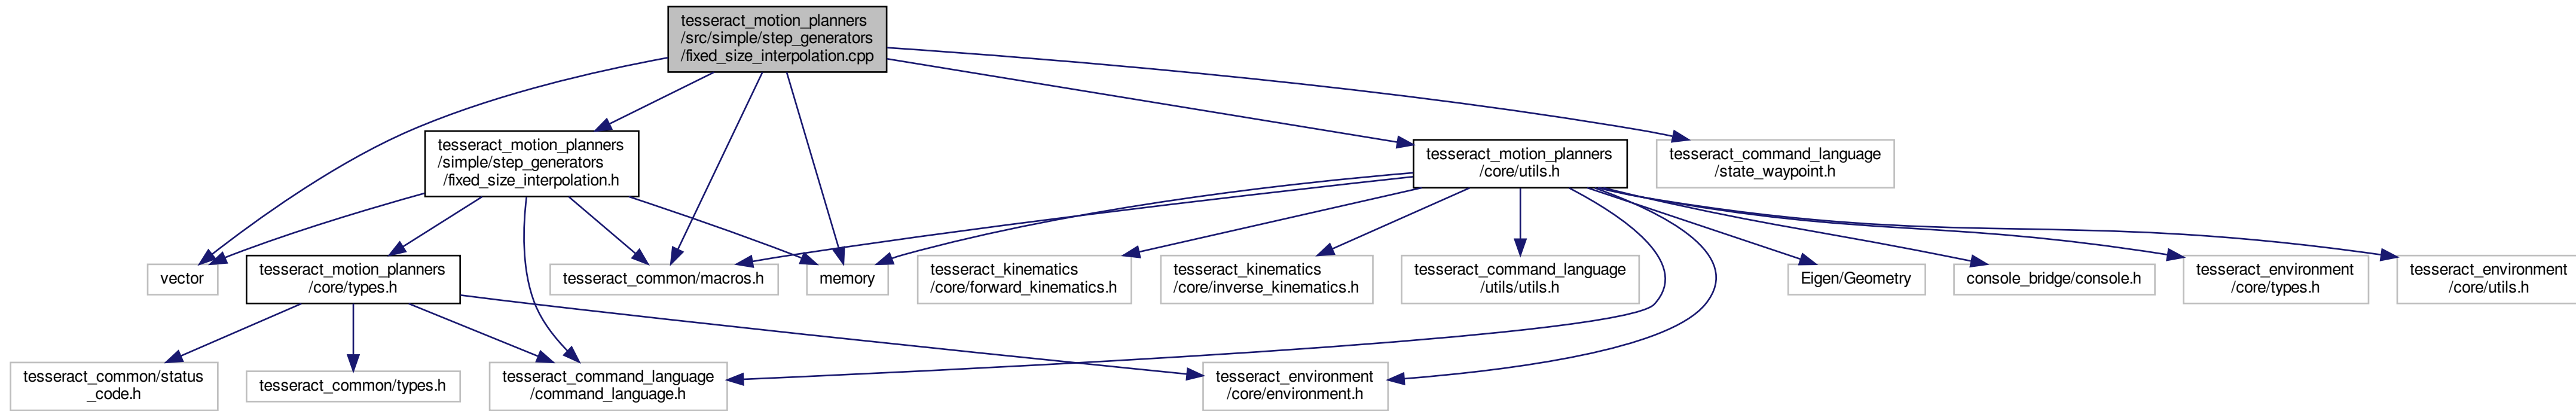 tesseract_motion_planners
/src/simple/step_generators
/fixed_size_interpolation.cpp
tesseract_motion_planners
/simple/step_generators
/fixed_size_interpolation.h
tesseract_motion_planners
/core/utils.h
tesseract_command_language
/state_waypoint.h
vector
tesseract_motion_planners
/core/types.h
tesseract_common/macros.h
memory
tesseract_kinematics
/core/forward_kinematics.h
tesseract_kinematics
/core/inverse_kinematics.h
tesseract_command_language
/utils/utils.h
Eigen/Geometry
console_bridge/console.h
tesseract_environment
/core/types.h
tesseract_environment
/core/utils.h
tesseract_common/status
_code.h
tesseract_common/types.h
tesseract_command_language
/command_language.h
tesseract_environment
/core/environment.h